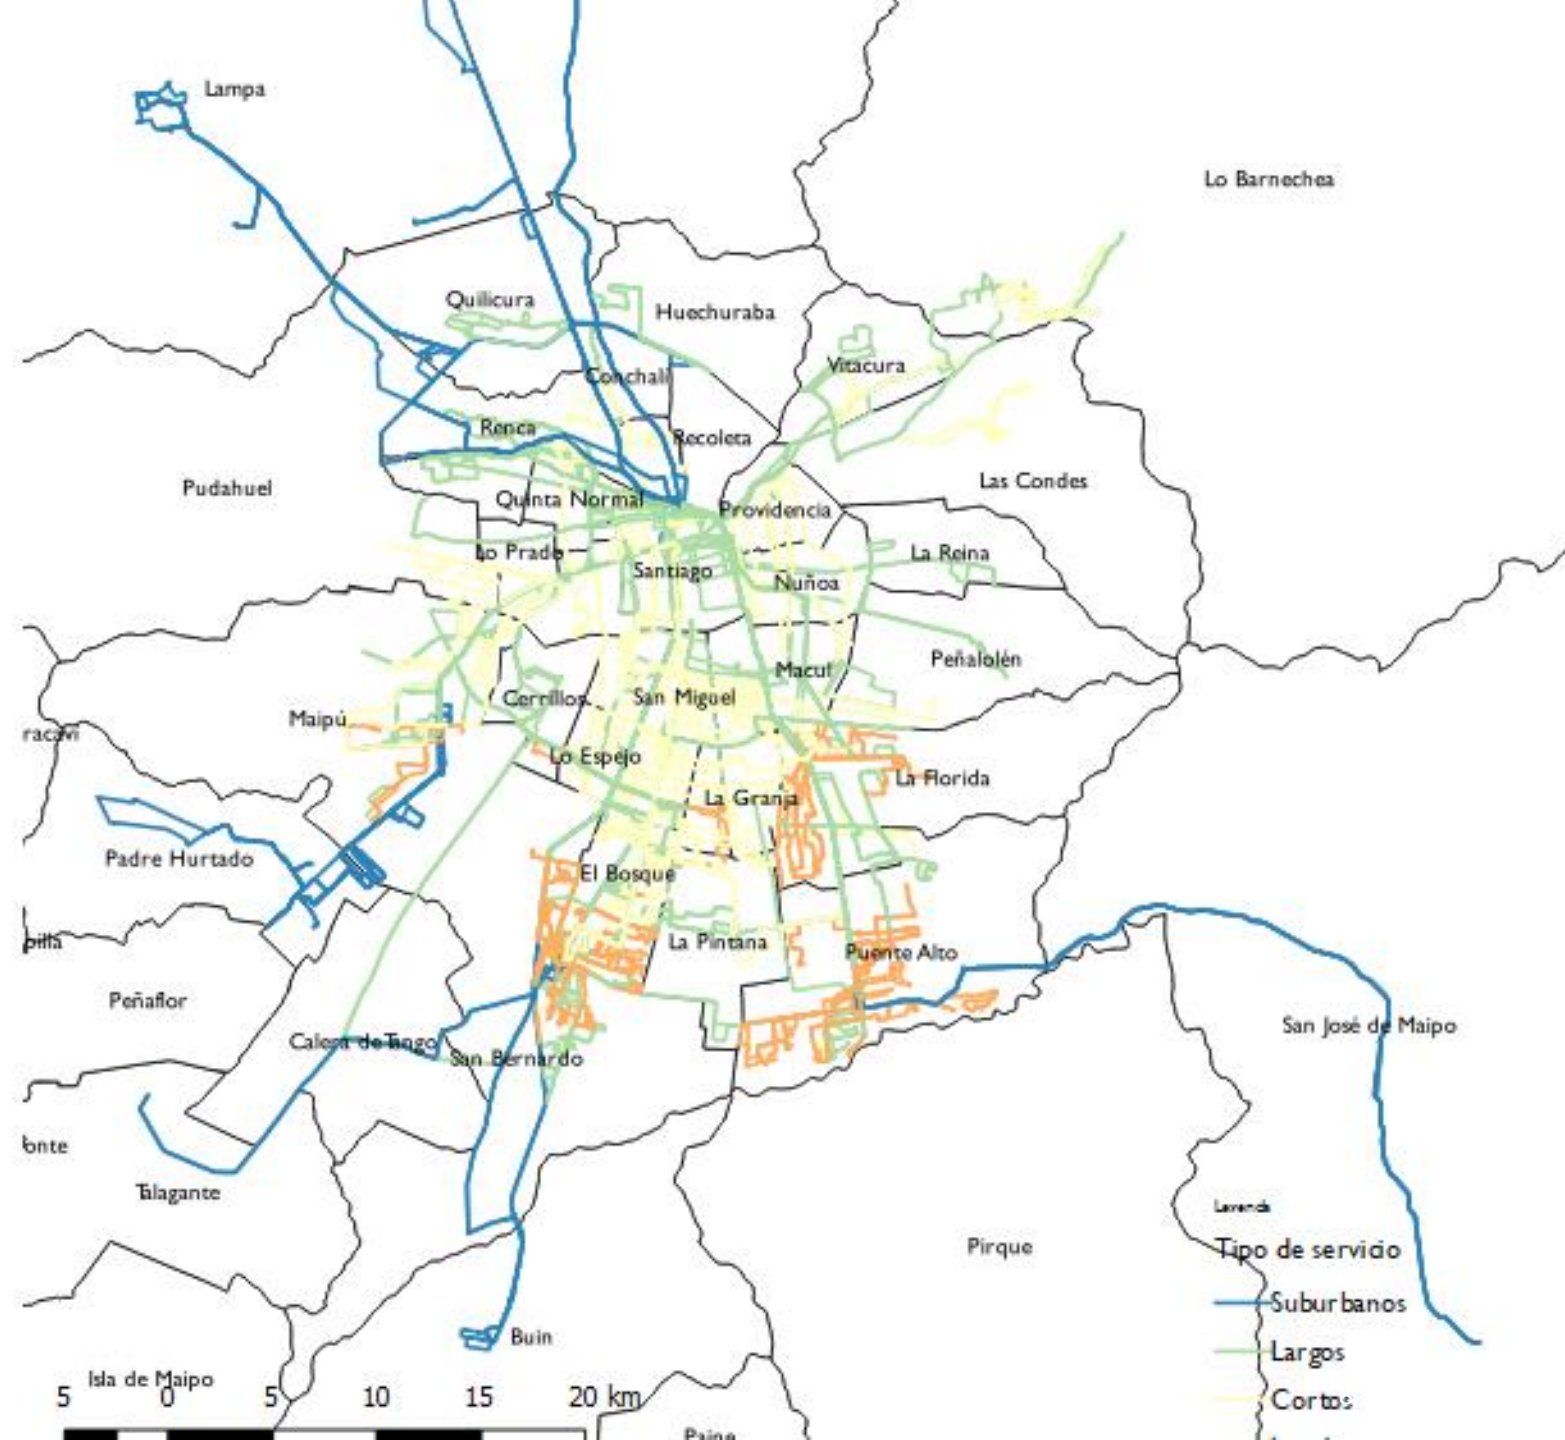 Lampa
Lo Barnechea
Quilicura
Huechuraba
Vitacura
Conchalí
Renca
Recoleta
Pudahuel
Las Condes
Quinta Normal
Providencia
Lo Prado
La Reina
Santiago
Ñuñoa
Peñalolén
Macul
Cerrillos
San Miguel
Maipú
racaví
Lo Espejo
La Florida
La Granja
Padre Hurtado
El Bosque
pilla
La Pintana
Puente Alto
Peñaflor
San José de Maipo
Calera de Tango
San Bernardo
onte
Talagante
Pirque
Tipo de servicio
Suburbanos
Buin
Largos
Isla de Maipo
5 0 5 10 15 20 km
Cortos